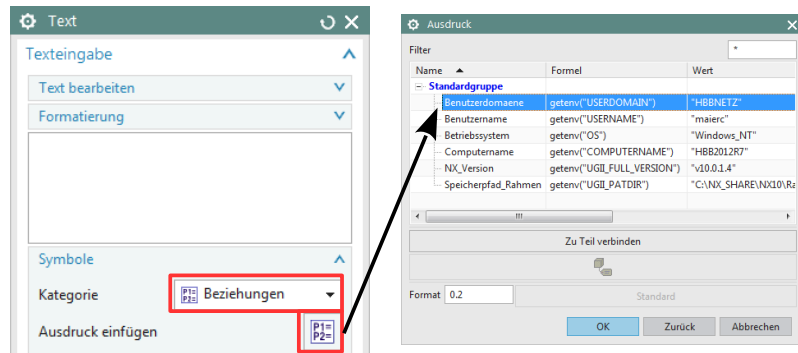 Text
Texteingabe
Text bearbeiten
Formatierung
Symbole
Kategorie P1= P2= Beziehungen
Ausdruck einfügen P1= P2=
Ausdruck
Filter *
Name Formel Wert
Standardgruppe
Benutzerdomaene getenv("USERDOMAIN") "HBBNETZ"
Benutzername getenv("USERNAME") "maierc"
Betriebssystem getenv("OS") "Windows_NT"
Computername getenv("COMPUTERNAME") "HBB2012R7"
NX_Version getenv("UGII_FULL_VERSION") "v10.0.1.4"
Speicherpfad_Rahmen getenv("UGII_PATDIR") "C:\NX_SHARE\NX10\Ra
Zu Teil verbinden
Format 0.2 Standard
OK Zurück Abbrechen